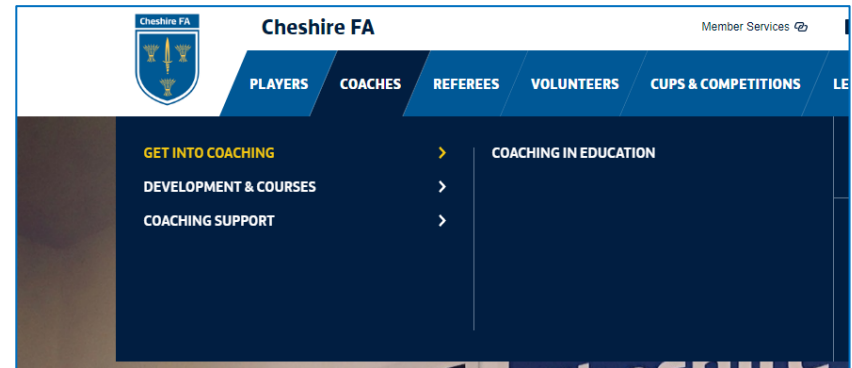 Cheshire FA
Cheshire FA
Member Services
PLAYERS
COACHES
REFEREES
VOLUNTEERS
CUPS & COMPETITIONS
LE
GET INTO COACHING
COACHING IN EDUCATION
DEVELOPMENT & COURSES
COACHING SUPPORT